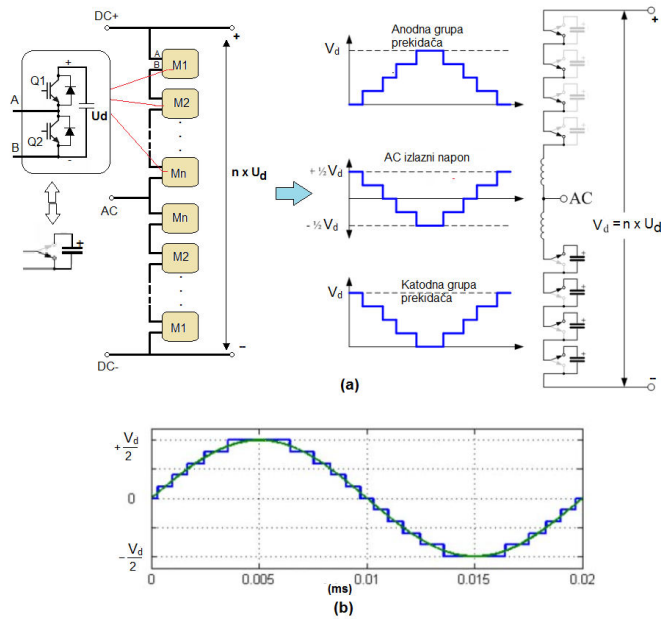 DC+
+
A
B
M1
Q1
+
Ud
A
Q2
B
-
M2
Mn
n x Ud
AC
Mn
M2
M1
−
DC-
+
Anodna grupa
prekidača
Vd
AC izlazni napon
+ ½ Vd
- ½ Vd
Katodna grupa
prekidača
Vd
+
+
+
+
+
AC
Vd = n x Ud
+
+
+
+
−
(a)
+Vd/2
0
-Vd/2
0
0.005
0.01
0.015
0.02
(ms)
(b)